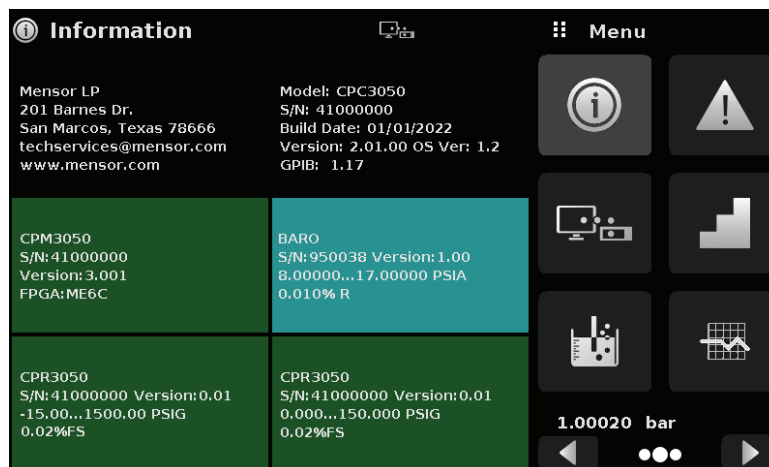 Information
Menu
Mensor LP
201 Barnes Dr.
San Marcos, Texas 78666
techservices@mensor.com
www.mensor.com
Model: CPC3050
S/N: 41000000
Build Date: 01/01/2022
Version: 2.01.00 OS Ver: 1.2
GPIB: 1.17
CPM3050
S/N:41000000
Version:3.001
FPGA:ME6C
BARO
S/N:950038 Version:1.00
8.00000...17.00000 PSIA
0.010% R
CPR3050
S/N:41000000 Version:0.01
-15.00...1500.00 PSIG
0.02%FS
CPR3050
S/N:41000000 Version:0.01
0.000...150.000 PSIG
0.02%FS
1.00020 bar